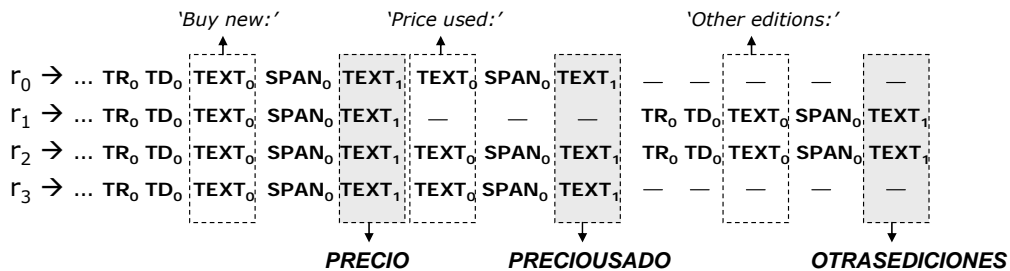 ‘Buy new:’ ‘Price used:’ ‘Other editions:’
r0 → ... TR0 TD0 TEXT0 SPAN0 TEXT1 TEXT0 SPAN0 TEXT1 — — — — —
r1 → ... TR0 TD0 TEXT0 SPAN0 TEXT1 — — — TR0 TD0 TEXT0 SPAN0 TEXT1
r2 → ... TR0 TD0 TEXT0 SPAN0 TEXT1 TEXT0 SPAN0 TEXT1 TR0 TD0 TEXT0 SPAN0 TEXT1
r3 → ... TR0 TD0 TEXT0 SPAN0 TEXT1 TEXT0 SPAN0 TEXT1 — — — — —
PRECIO PRECIOUSADO OTRASEDICIONES